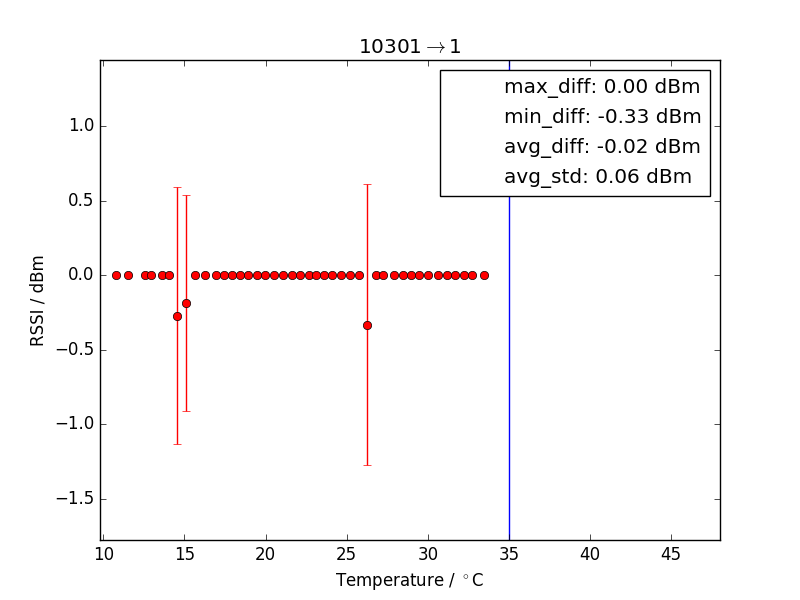 10301→1
max_diff: 0.00 dBm
min_diff: -0.33 dBm
avg_diff: -0.02 dBm
avg_std: 0.06 dBm
RSSI / dBm
1.0
0.5
0.0
−0.5
−1.0
−1.5
10 15 20 25 30 35 40 45
Temperature / °C